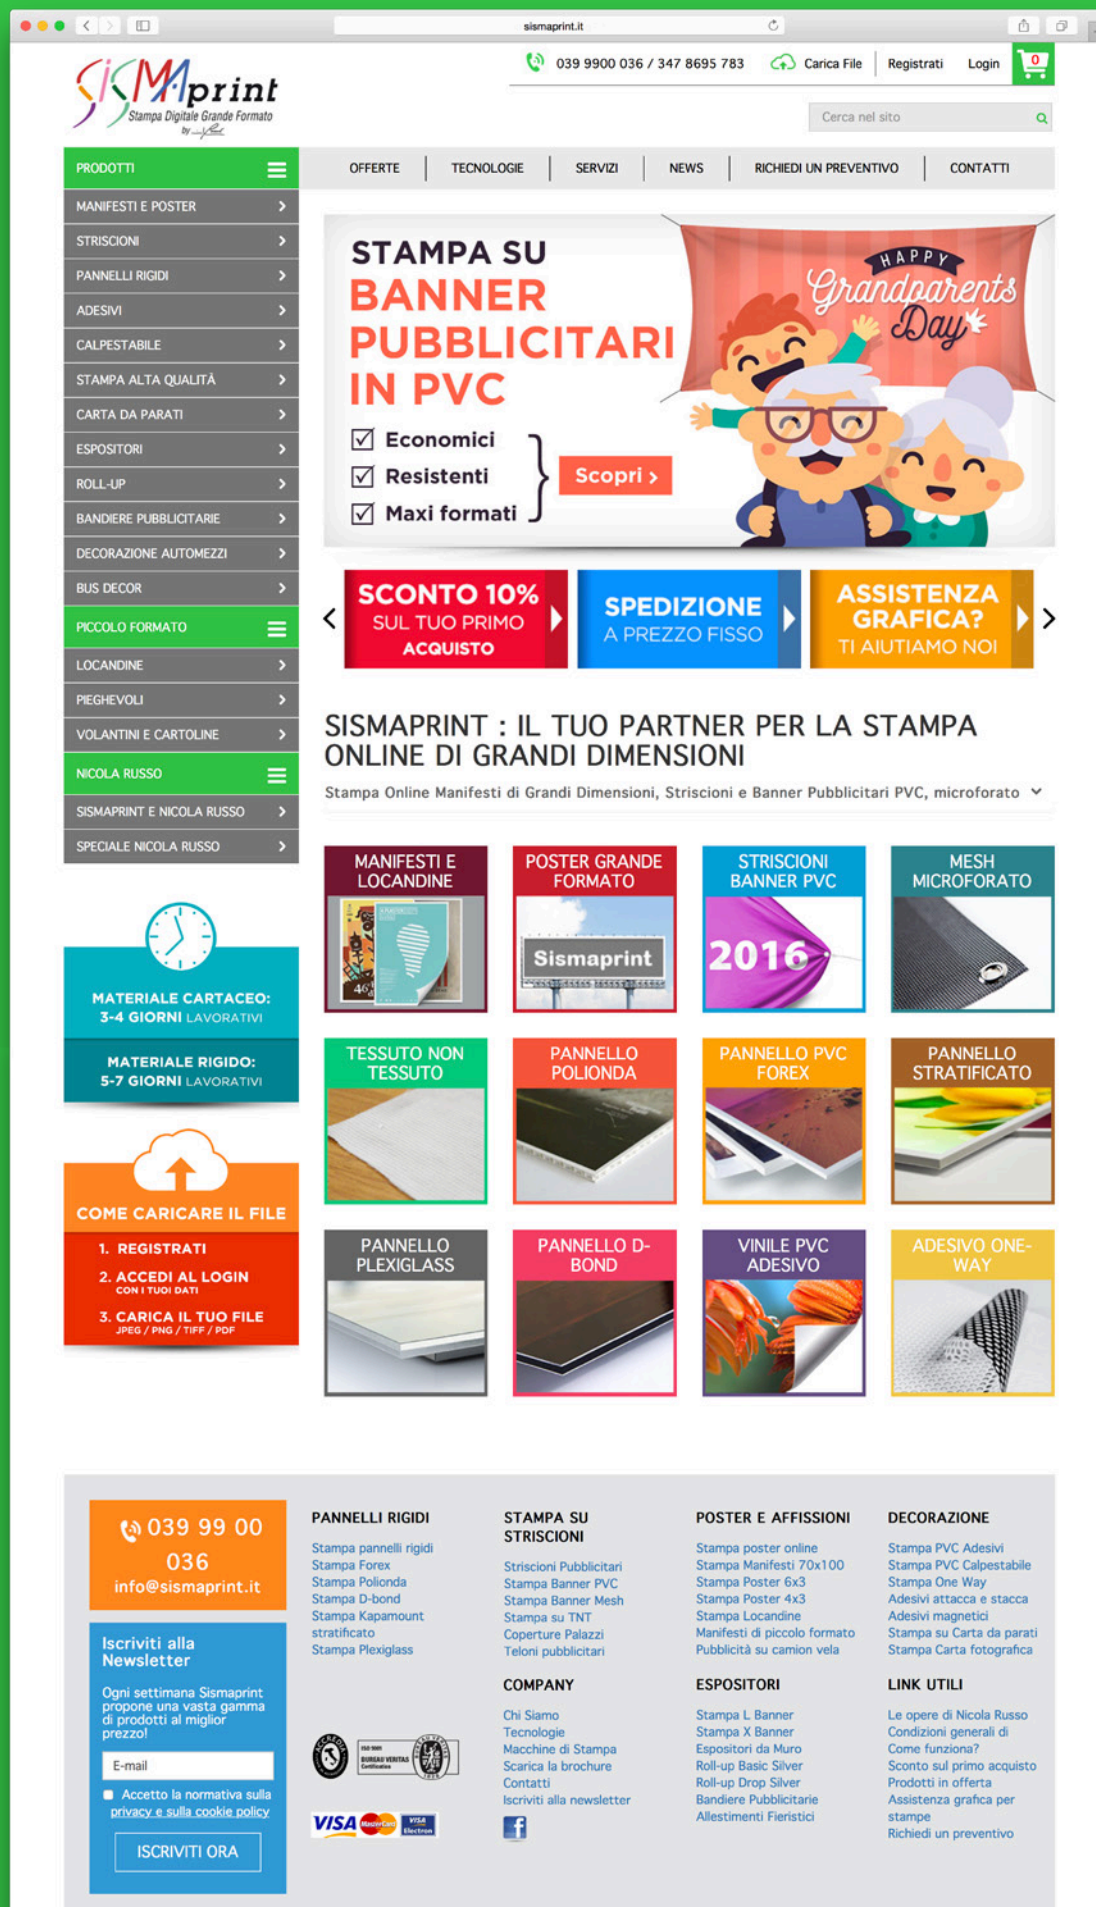 sismaprint.it
SISMAprint
Stampa Digitale Grande Formato
by
039 9900 036 / 347 8695 783
Carica File
Registrati
Login
0
Cerca nel sito
PRODOTTI
OFFERTE
TECNOLOGIE
SERVIZI
NEWS
RICHIEDI UN PREVENTIVO
CONTATTI
MANIFESTI E POSTER
STRISCIONI
PANNELLI RIGIDI
ADESIVI
CALPESTABILE
STAMPA ALTA QUALITÀ
CARTA DA PARATI
ESPOSITORI
ROLL-UP
BANDIERE PUBBLICITARIE
DECORAZIONE AUTOMEZZI
BUS DECOR
PICCOLO FORMATO
LOCANDINE
PIEGHEVOLI
VOLANTINI E CARTOLINE
NICOLA RUSSO
SISMAPRINT E NICOLA RUSSO
SPECIALE NICOLA RUSSO
MATERIALE CARTACEO:
3-4 GIORNI LAVORATIVI
MATERIALE RIGIDO:
5-7 GIORNI LAVORATIVI
COME CARICARE IL FILE
1. REGISTRATI
2. ACCEDI AL LOGIN
CON I TUOI DATI
3. CARICA IL TUO FILE
JPEG / PNG / TIFF / PDF
STAMPA SU
BANNER
PUBBLICITARI
IN PVC
Economici
Resistenti
Maxi formati
Scopri >
HAPPY
Grandparents
Day
SCONTO 10%
SUL TUO PRIMO
ACQUISTO
SPEDIZIONE
A PREZZO FISSO
ASSISTENZA
GRAFICA?
TI AIUTIAMO NOI
SISMAPRINT : IL TUO PARTNER PER LA STAMPA
ONLINE DI GRANDI DIMENSIONI
Stampa Online Manifesti di Grandi Dimensioni, Striscioni e Banner Pubblicitari PVC, microforato
MANIFESTI E
LOCANDINE
46
POSTER GRANDE
FORMATO
Sismaprint
STRISCIONI
BANNER PVC
2016
MESH
MICROFORATO
TESSUTO NON
TESSUTO
PANNELLO
POLIONDA
PANNELLO PVC
FOREX
PANNELLO
STRATIFICATO
PANNELLO
PLEXIGLASS
PANNELLO D-
BOND
VINILE PVC
ADESIVO
ADESIVO ONE-
WAY
039 99 00
036
info@sismaprint.it
Iscriviti alla
Newsletter
Ogni settimana Sismaprint
propone una vasta gamma
di prodotti al miglior
prezzo!
E-mail
Accetto la normativa sulla
privacy e sulla cookie policy
ISCRIVITI ORA
PANNELLI RIGIDI
Stampa pannelli rigidi
Stampa Forex
Stampa Polionda
Stampa D-bond
Stampa Kapamount
stratificato
Stampa Plexiglass
ACCREDIA
ISO 9001
BUREAU VERITAS
Certification
VISA
MasterCard
VISA
Electron
STAMPA SU
STRISCIONI
Striscioni Pubblicitari
Stampa Banner PVC
Stampa Banner Mesh
Stampa su TNT
Coperture Palazzi
Teloni pubblicitari
COMPANY
Chi Siamo
Tecnologie
Macchine di Stampa
Scarica la brochure
Contatti
Iscriviti alla newsletter
f
POSTER E AFFISSIONI
Stampa poster online
Stampa Manifesti 70x100
Stampa Poster 6x3
Stampa Poster 4x3
Stampa Locandine
Manifesti di piccolo formato
Pubblicità su camion vela
ESPOSITORI
Stampa L Banner
Stampa X Banner
Espositori da Muro
Roll-up Basic Silver
Roll-up Drop Silver
Bandiere Pubblicitarie
Allestimenti Fieristici
DECORAZIONE
Stampa PVC Adesivi
Stampa PVC Calpestabile
Stampa One Way
Adesivi attacca e stacca
Adesivi magnetici
Stampa su Carta da parati
Stampa Carta fotografica
LINK UTILI
Le opere di Nicola Russo
Condizioni generali di
Come funziona?
Sconto sul primo acquisto
Prodotti in offerta
Assistenza grafica per
stampe
Richiedi un preventivo